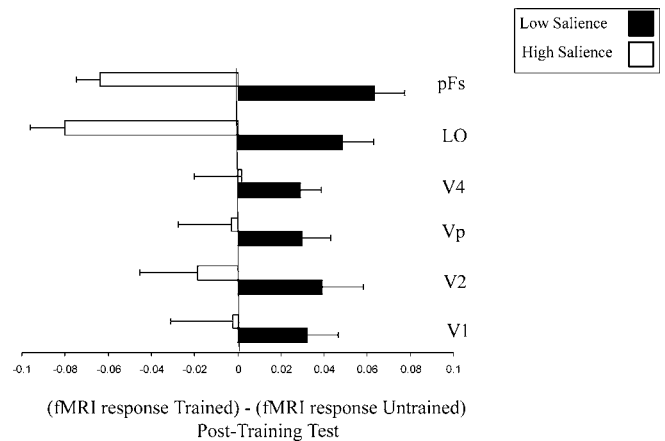 Low Salience
High Salience
pFs
LO
V4
Vp
V2
V1
-0.1 -0.08 -0.06 -0.04 -0.02 0 0.02 0.04 0.06 0.08 0.1
(fMRI response Trained) - (fMRI response Untrained)
Post-Training Test